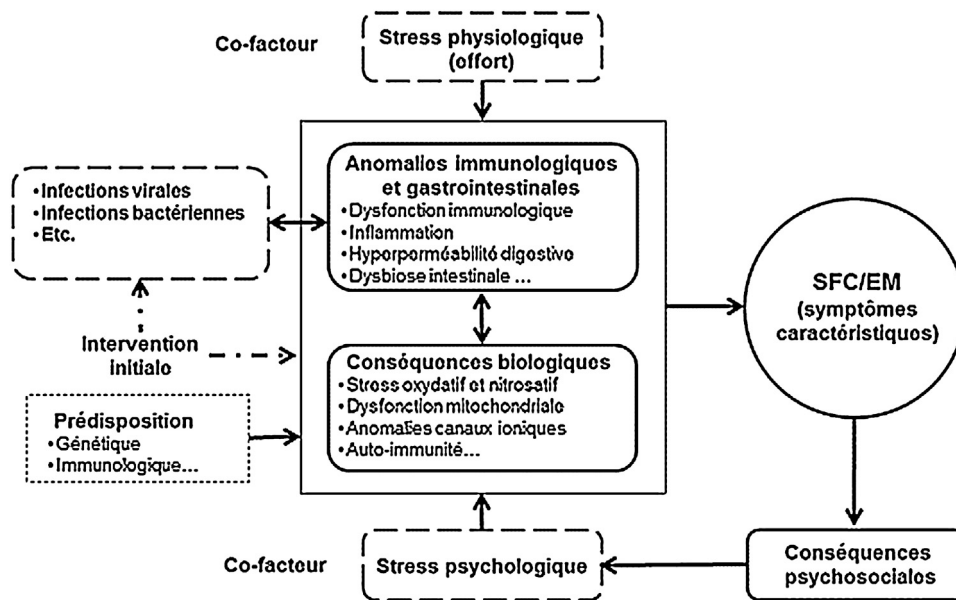 Co-facteur
Stress physiologique
(effort)
Anomalies immunologiques
et gastrointestinales
•Dysfonction immunologique
•Inflammation
•Hyperperméabilité digestive
•Dysbiose intestinale ...
•Infections virales
•Infections bactériennes
•Etc.
SFC/EM
(symptômes
caractéristiques)
Intervention
initiale
Conséquences biologiques
•Stress oxydatif et nitrosatif
•Dysfonction mitochondriale
•Anomalies canaux ioniques
•Auto-immunité...
Prédisposition
•Génétique
•Immunologique...
Co-facteur
Stress psychologique
Conséquences
psychosociales